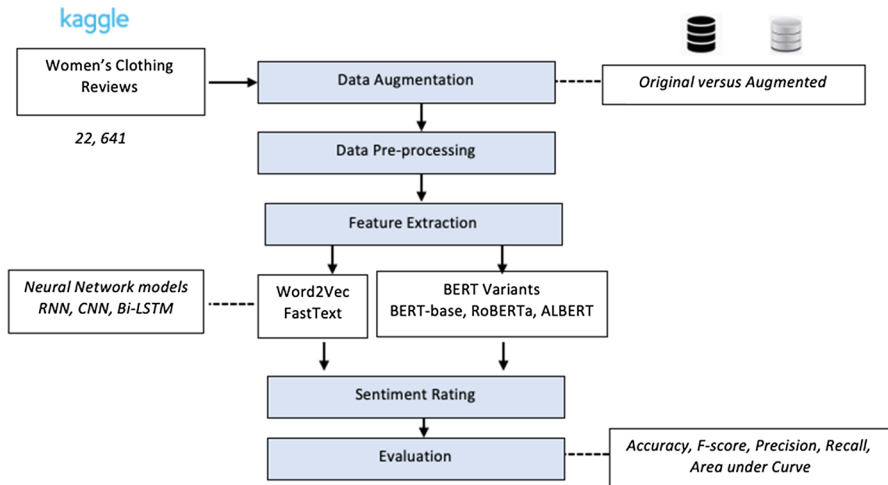 kaggle
Women's Clothing
Reviews
22, 641
Data Augmentation
Original versus Augmented
Data Pre-processing
Feature Extraction
Neural Network models
RNN, CNN, Bi-LSTM
Word2Vec
FastText
BERT Variants
BERT-base, RoBERTa, ALBERT
Sentiment Rating
Evaluation
Accuracy, F-score, Precision, Recall,
Area under Curve